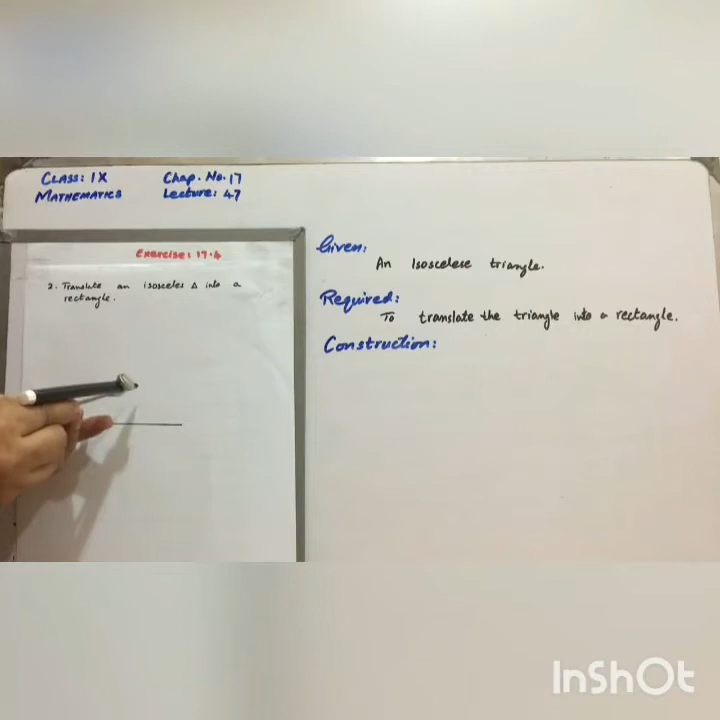 CLASS: IX Chap. No. 17
MATHEMATICS Lecture: 47
Exercise: 17.4
2. Translate an isosceles Δ into a
rectangle.
Given:
An Isoscelese triangle.
Required:
To translate the triangle into a rectangle.
Construction:
InShOt